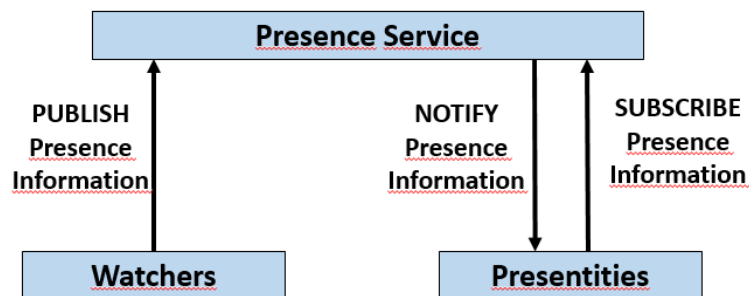 Presence Service
PUBLISH
Presence
Information
NOTIFY
Presence
Information
SUBSCRIBE
Presence
Information
Watchers
Presentities